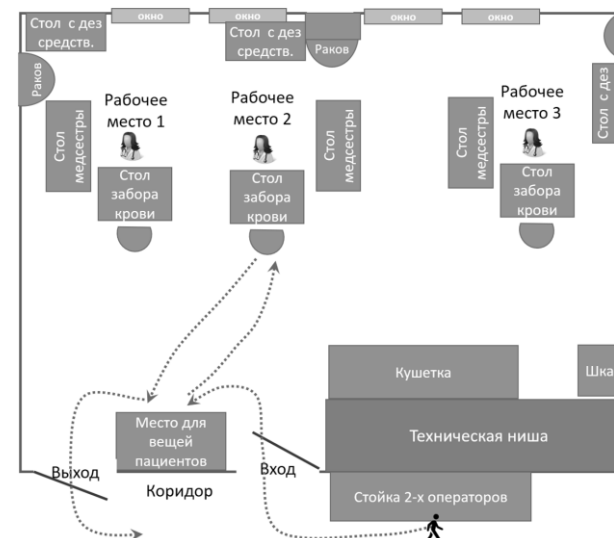 окно
окно
окно
окно
Стол с дез
средств.
Стол с дез
средств.
Раков
Раков
Стол с дез
Рабочее
место 1
Рабочее
место 2
Рабочее
место 3
Стол
медсестры
Стол
медсестры
Стол
медсестры
Стол
забора
крови
Стол
забора
крови
Стол
забора
крови
Кушетка
Шка
Место для
вещей
пациентов
Техническая ниша
Выход
Вход
Коридор
Стойка 2-х операторов